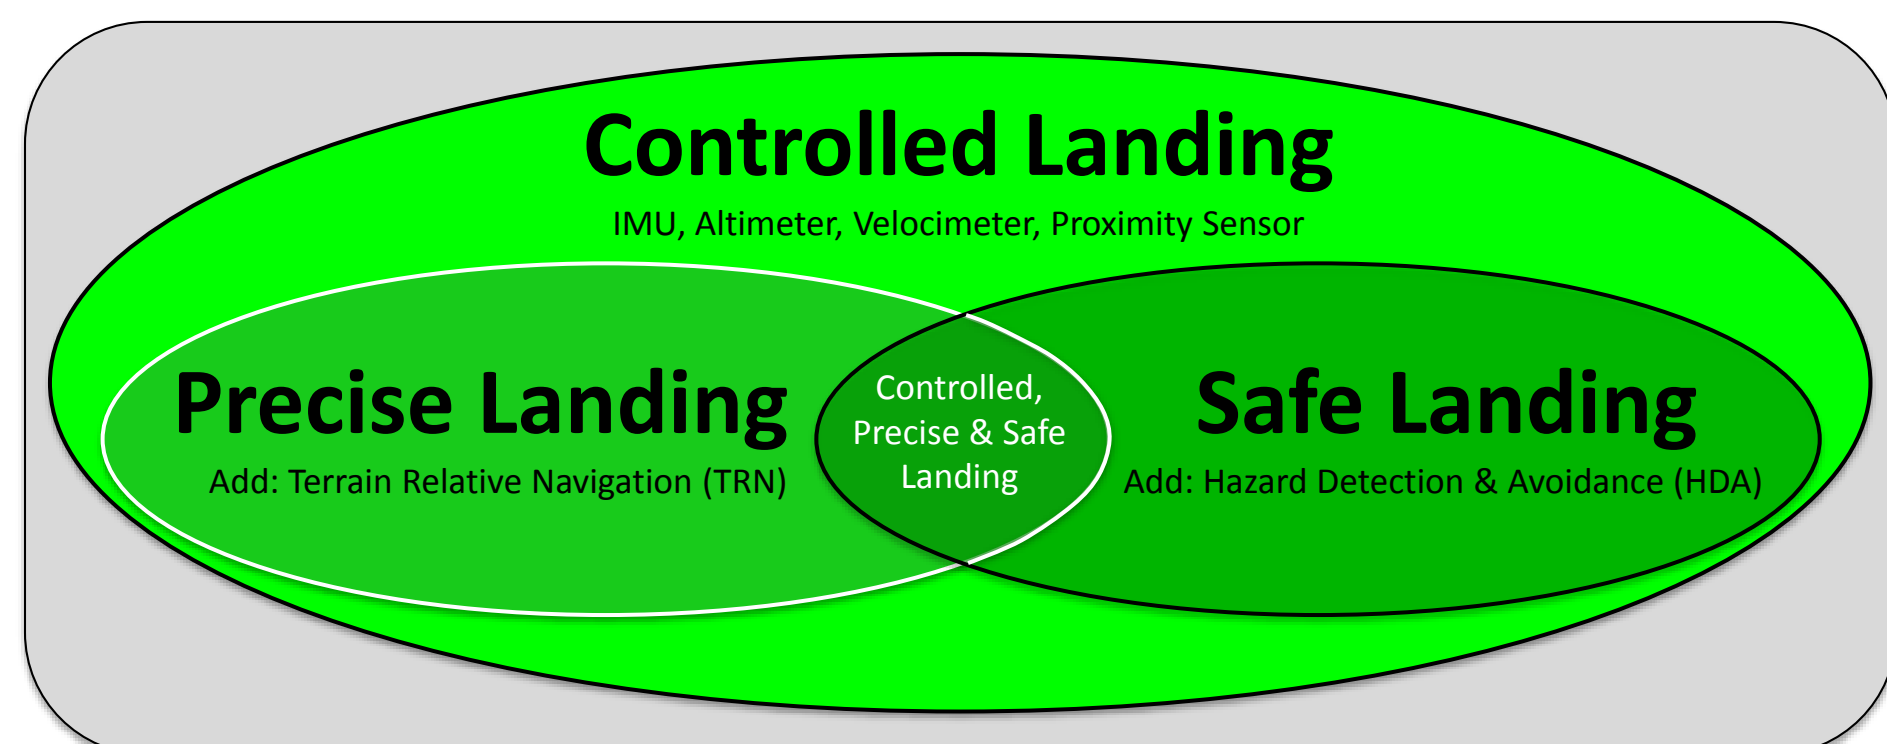 Controlled Landing
IMU, Altimeter, Velocimeter, Proximity Sensor
Precise Landing
Add: Terrain Relative Navigation (TRN)
Controlled,
Precise & Safe
Landing
Safe Landing
Add: Hazard Detection & Avoidance (HDA)